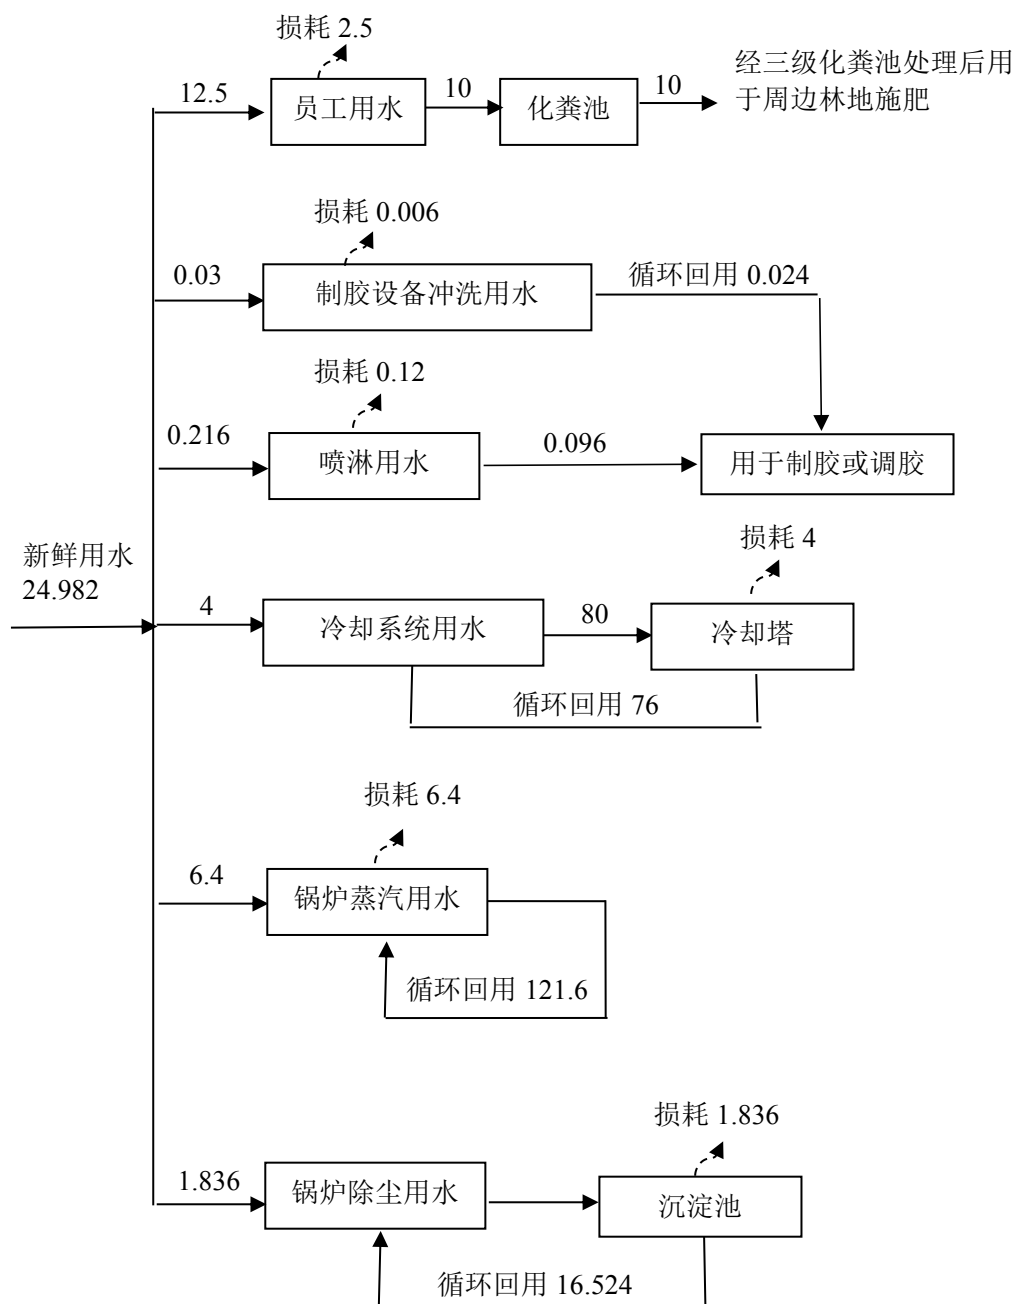 损耗 2.5
12.5
员工用水
10
化粪池
10
经三级化粪池处理后用
于周边林地施肥
损耗 0.006
0.03
制胶设备冲洗用水
循环回用 0.024
损耗 0.12
0.216
喷淋用水
0.096
用于制胶或调胶
新鲜用水
24.982
损耗 4
4
冷却系统用水
80
冷却塔
循环回用 76
损耗 6.4
6.4
锅炉蒸汽用水
循环回用 121.6
损耗 1.836
1.836
锅炉除尘用水
沉淀池
循环回用 16.524